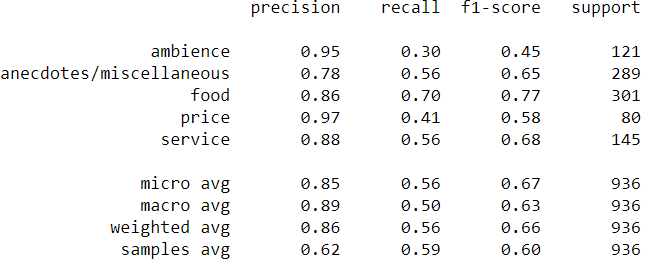 precision recall f1-score support
ambience 0.95 0.30 0.45 121
anecdotes/miscellaneous 0.78 0.56 0.65 289
food 0.86 0.70 0.77 301
price 0.97 0.41 0.58 80
service 0.88 0.56 0.68 145
micro avg 0.85 0.56 0.67 936
macro avg 0.89 0.50 0.63 936
weighted avg 0.86 0.56 0.66 936
samples avg 0.62 0.59 0.60 936